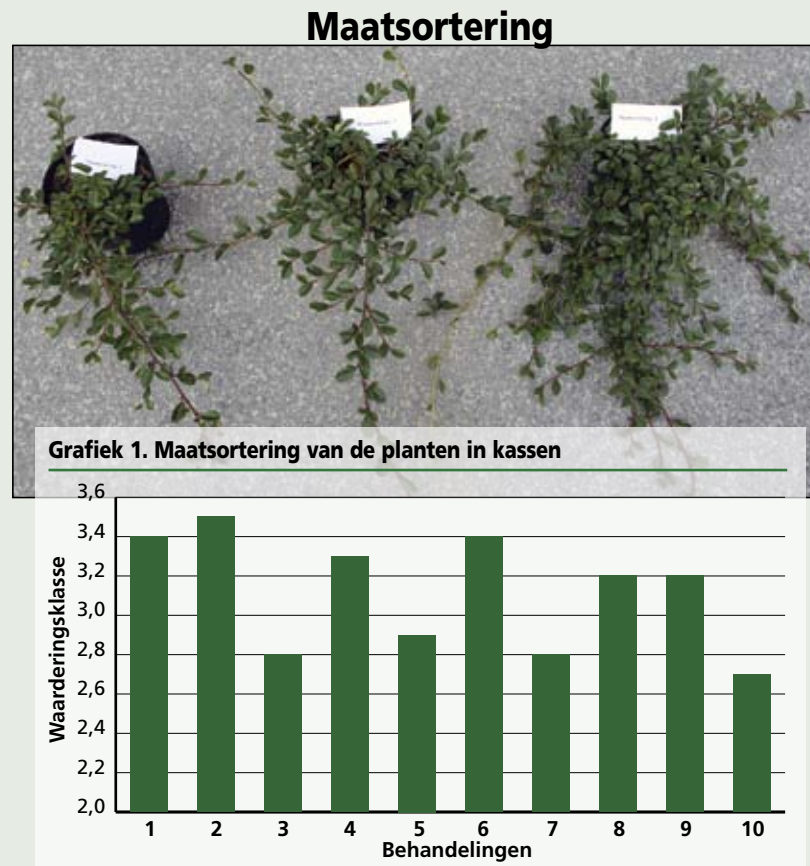 Maatsortering
Grafiek 1. Maatsortering van de planten in kassen
Waarderingsklasse
3,6
3,4
3,2
3,0
2,8
2,6
2,4
2,2
2,0
1 2 3 4 5 6 7 8 9 10
Behandelingen